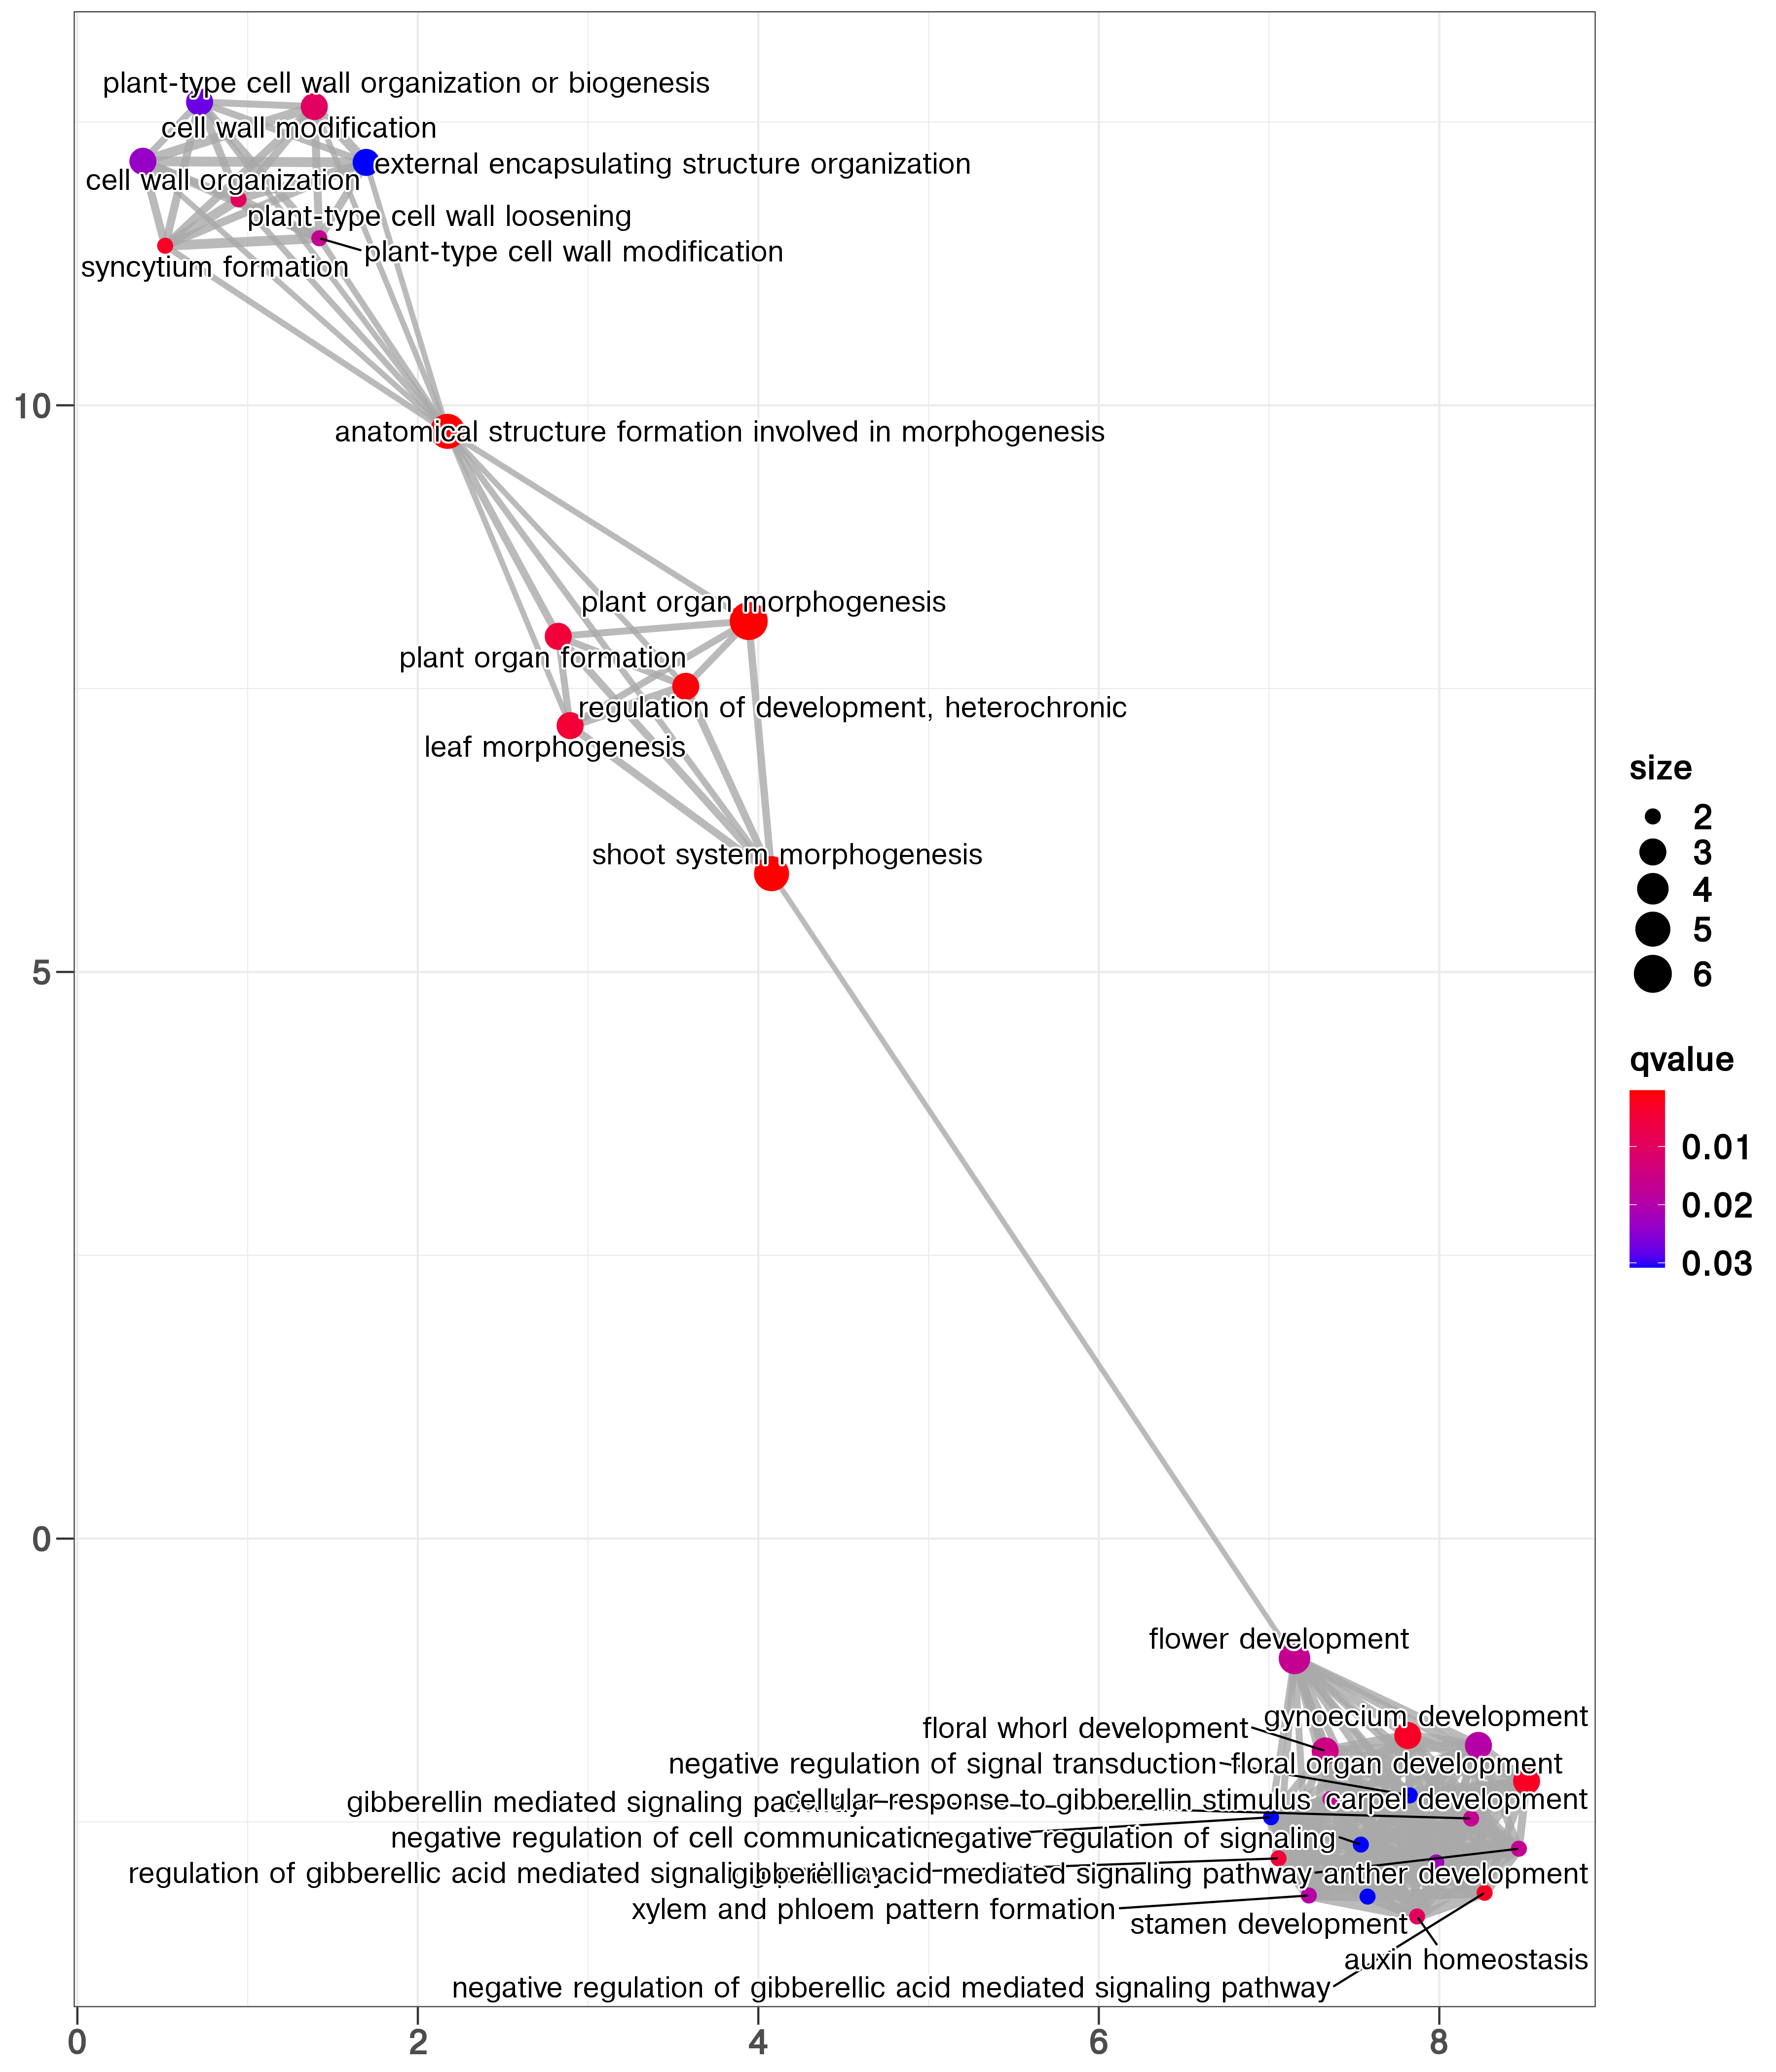 plant-type cell wall organization or biogenesis
cell wall modification
external encapsulating structure organization
cell wall organization
plant-type cell wall loosening
plant-type cell wall modification
syncytium formation
10
anatomical structure formation involved in morphogenesis
plant organ morphogenesis
plant organ formation
regulation of development, heterochronic
leaf morphogenesis
shoot system morphogenesis
5
0
flower development
gynoecium development
floral whorl development
negative regulation of signal transduction
floral organ development
gibberellin mediated signaling pathway
cellular response to gibberellin stimulus
carpel development
negative regulation of cell communication
negative regulation of signaling
regulation of gibberellic acid mediated signaling pathway
gibberellic acid mediated signaling pathway
anther development
xylem and phloem pattern formation
stamen development
auxin homeostasis
negative regulation of gibberellic acid mediated signaling pathway
0 2 4 6 8
size
2
3
4
5
6
qvalue
0.01
0.02
0.03